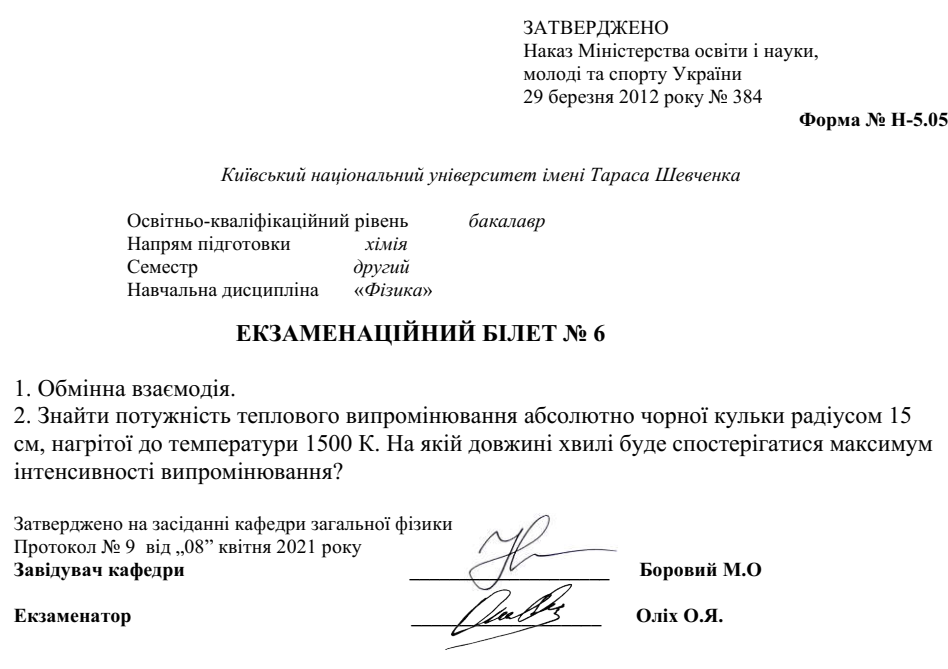 ЗАТВЕРДЖЕНО
Наказ Міністерства освіти і науки,
молоді та спорту України
29 березня 2012 року № 384
Форма № Н-5.05
Київський національний університет імені Тараса Шевченка
Освітньо-кваліфікаційний рівень бакалавр
Напрям підготовки хімія
Семестр другий
Навчальна дисципліна «Фізика»
ЕКЗАМЕНАЦІЙНИЙ БІЛЕТ № 6
1. Обмінна взаємодія.
2. Знайти потужність теплового випромінювання абсолютно чорної кульки радіусом 15
см, нагрітої до температури 1500 К. На якій довжині хвилі буде спостерігатися максимум
інтенсивності випромінювання?
Затверджено на засіданні кафедри загальної фізики
Протокол № 9 від „08” квітня 2021 року
Завідувач кафедри ____________________ Боровий М.О
Екзаменатор ____________________ Оліх О.Я.